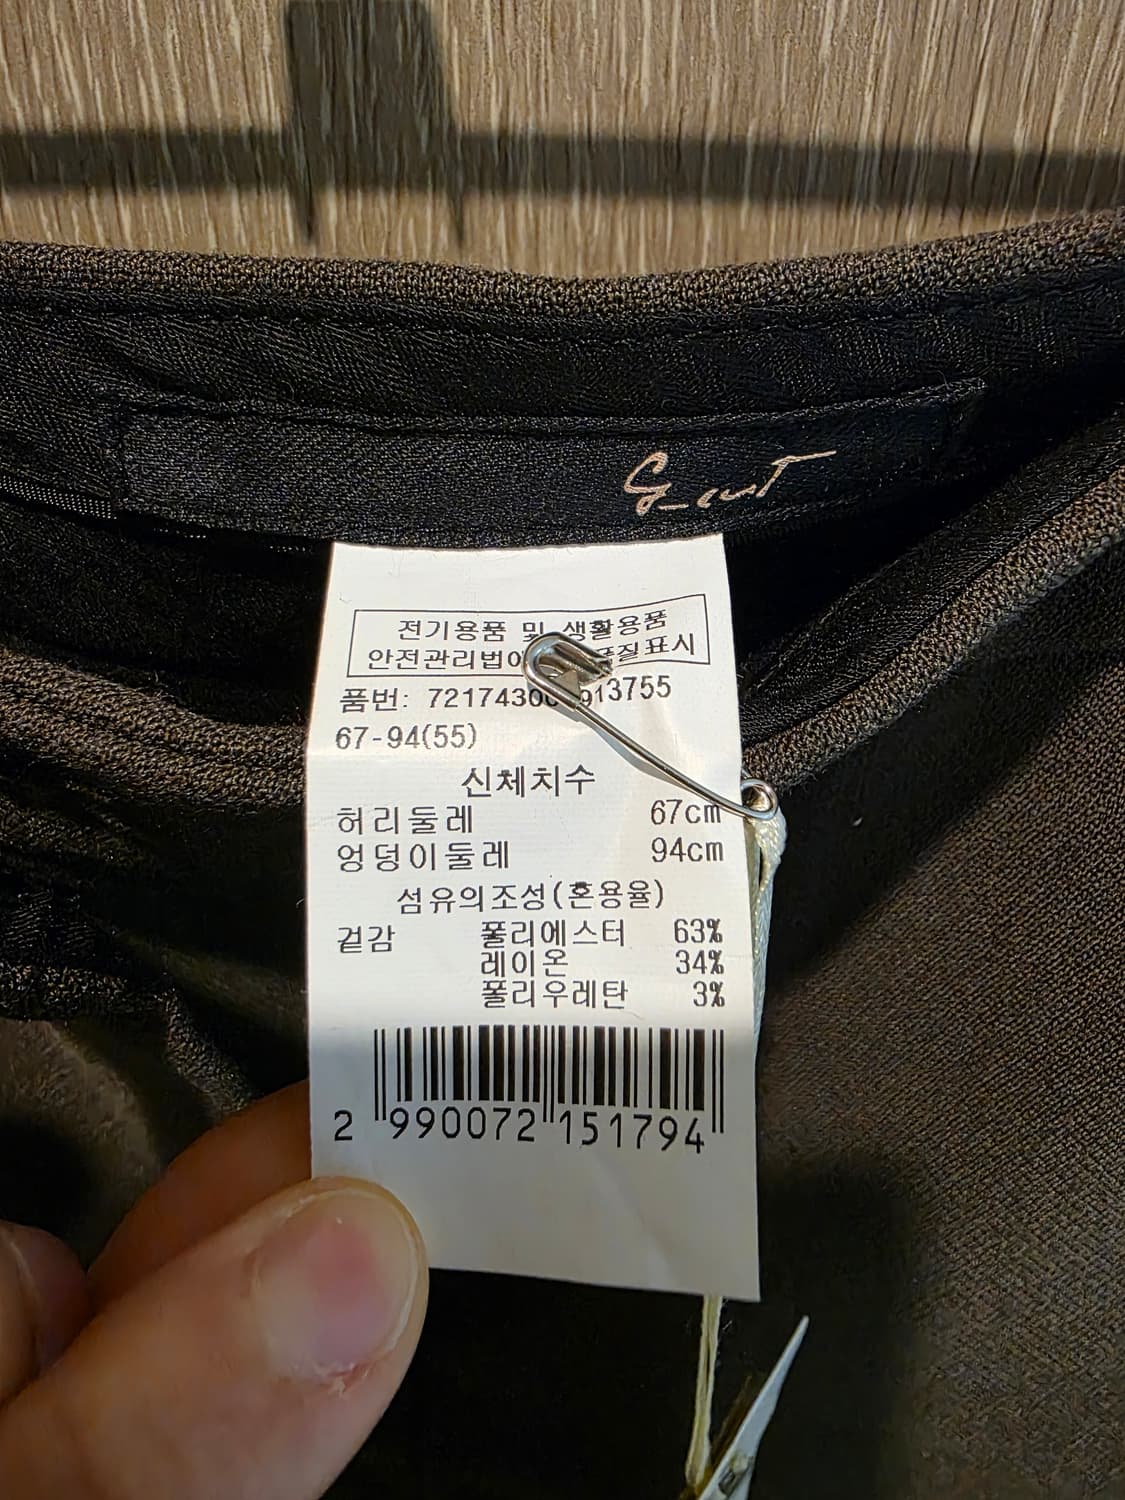 G_cut
전기용품 및 생활용품
안전관리법에 품질표시
품번: 7217430 13755
67-94(55)
신체치수
허리둘레 67cm
엉덩이둘레 94cm
섬유의조성(혼용율)
겉감 폴리에스터 63%
레이온 34%
폴리우레탄 3%
2 990072 151794